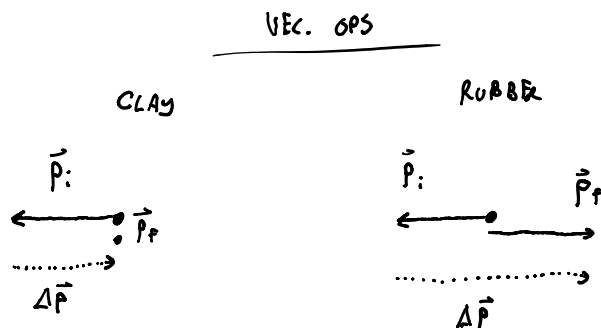 VEC. OPS
CLAY
RUBBER
p⃗i
p⃗f
Δp⃗
p⃗i
p⃗f
Δp⃗